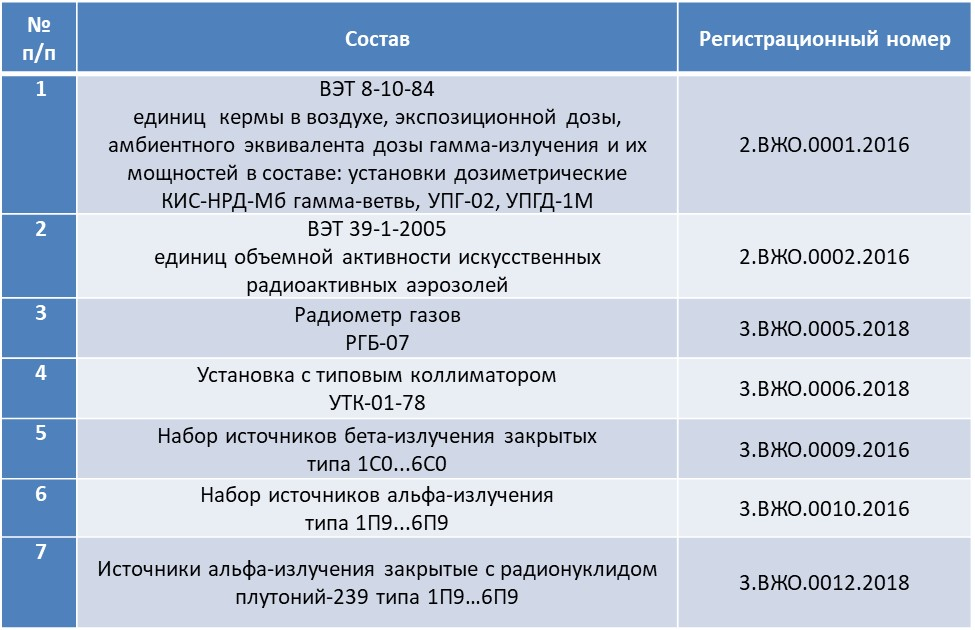 №
п/п
Состав
Регистрационный номер
1
ВЭТ 8-10-84
единиц кермы в воздухе, экспозиционной дозы,
амбиентного эквивалента дозы гамма-излучения и их
мощностей в составе: установки дозиметрические
КИС-НРД-Мб гамма-ветвь, УПГ-02, УПГД-1М
2.ВЖО.0001.2016
2
ВЭТ 39-1-2005
единиц объемной активности искусственных
радиоактивных аэрозолей
2.ВЖО.0002.2016
3
Радиометр газов
РГБ-07
3.ВЖО.0005.2018
4
Установка с типовым коллиматором
УТК-01-78
3.ВЖО.0006.2018
5
Набор источников бета-излучения закрытых
типа 1С0...6С0
3.ВЖО.0009.2016
6
Набор источников альфа-излучения
типа 1П9...6П9
3.ВЖО.0010.2016
7
Источники альфа-излучения закрытые с радионуклидом
плутоний-239 типа 1П9…6П9
3.ВЖО.0012.2018